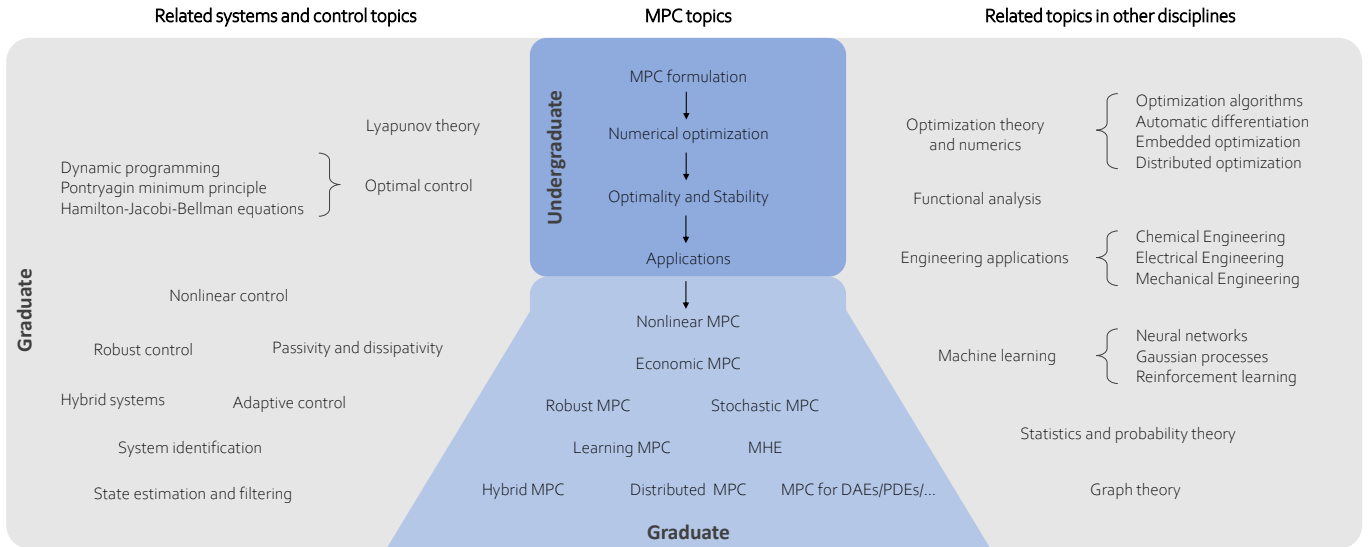 Related systems and control topics
MPC topics
Related topics in other disciplines
Graduate
Lyapunov theory
Dynamic programming
Pontryagin minimum principle
Hamilton-Jacobi-Bellman equations
Optimal control
Nonlinear control
Robust control
Passivity and dissipativity
Hybrid systems
Adaptive control
System identification
State estimation and filtering
Undergraduate
MPC formulation
Numerical optimization
Optimality and Stability
Applications
Nonlinear MPC
Economic MPC
Robust MPC
Stochastic MPC
Learning MPC
MHE
Hybrid MPC
Distributed MPC
MPC for DAEs/PDEs/...
Graduate
Optimization theory
and numerics
Optimization algorithms
Automatic differentiation
Embedded optimization
Distributed optimization
Functional analysis
Engineering applications
Chemical Engineering
Electrical Engineering
Mechanical Engineering
Machine learning
Neural networks
Gaussian processes
Reinforcement learning
Statistics and probability theory
Graph theory